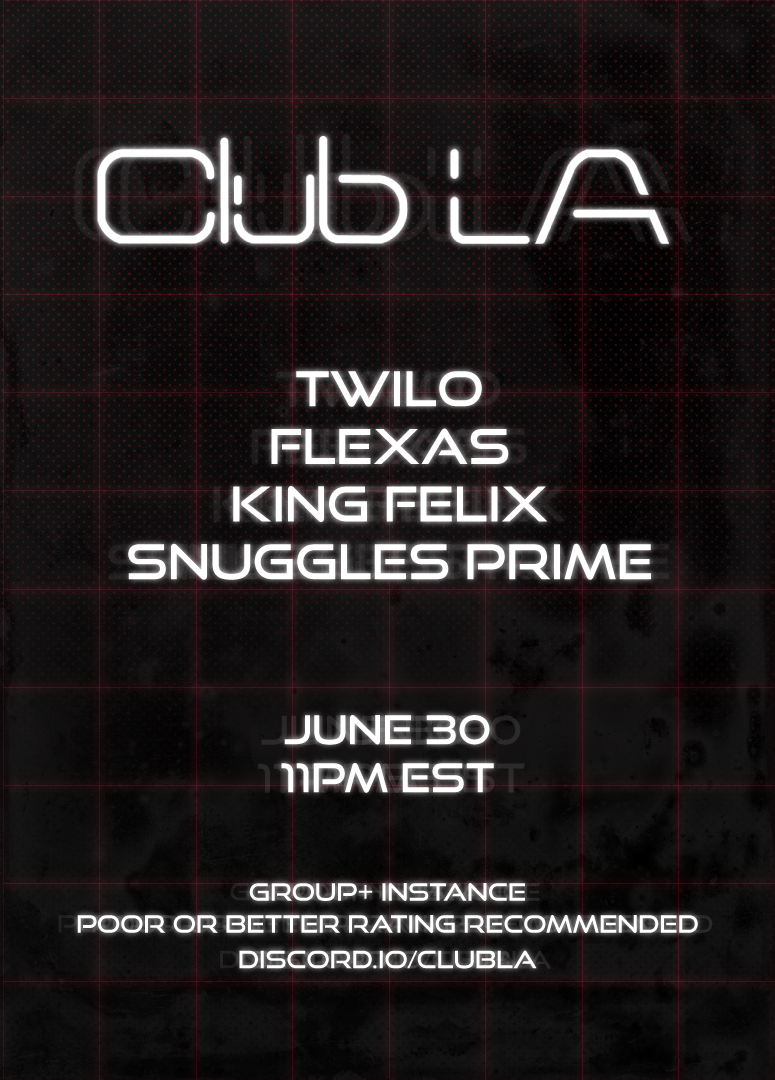 Club LA
TWILO
FLEXAS
KING FELIX
SNUGGLES PRIME
JUNE 30
11PM EST
GROUP+ INSTANCE
POOR OR BETTER RATING RECOMMENDED
DISCORD.IO/CLUBLA